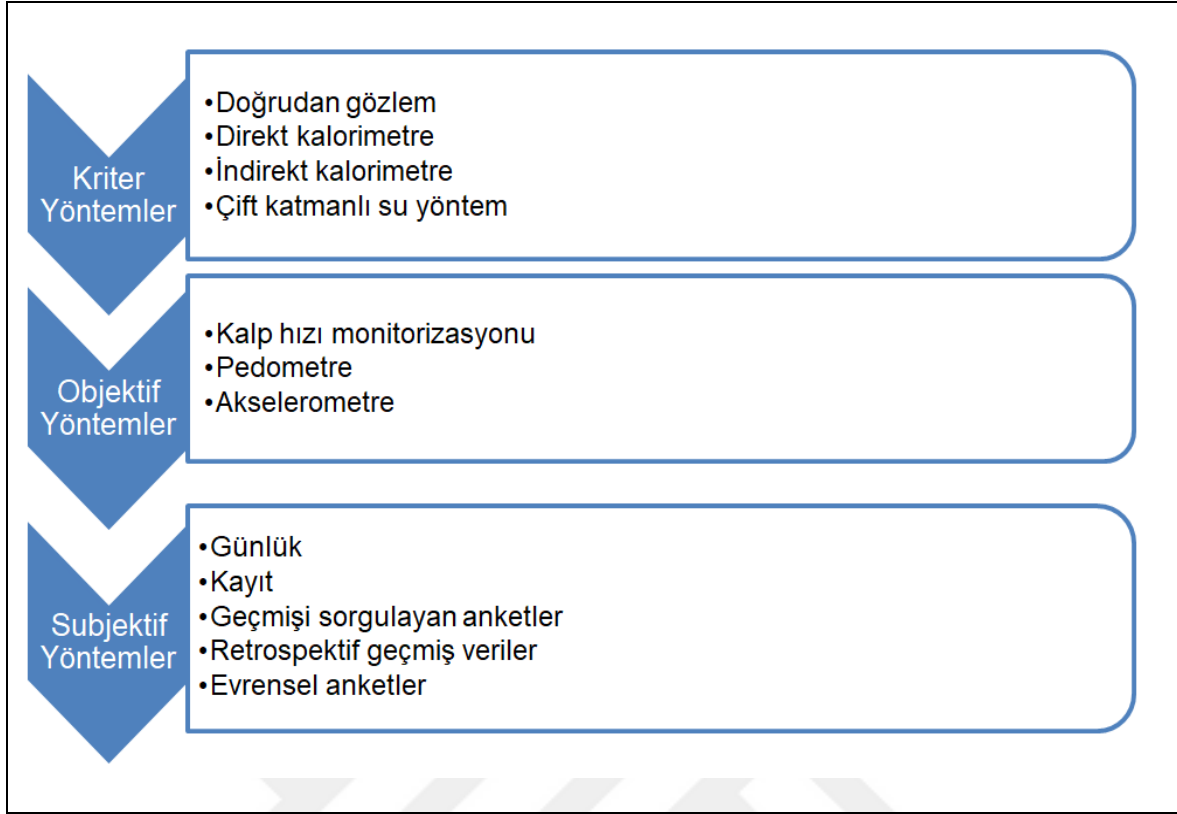 Kriter
Yöntemler
•Doğrudan gözlem
•Direkt kalorimetre
•İndirekt kalorimetre
•Çift katmanlı su yöntem
Objektif
Yöntemler
•Kalp hızı monitorizasyonu
•Pedometre
•Akselerometre
Subjektif
Yöntemler
•Günlük
•Kayıt
•Geçmişi sorgulayan anketler
•Retrospektif geçmiş veriler
•Evrensel anketler